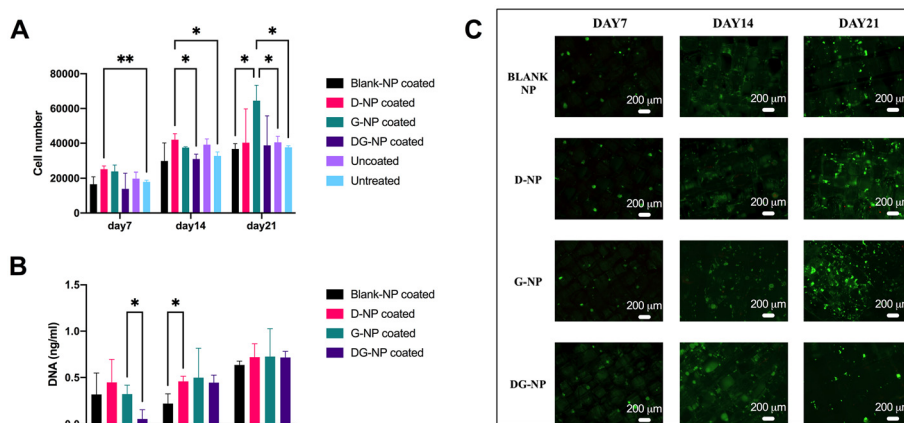 A
** * * * * * *
80000
60000
40000
20000
0
Cell number
day7 day14 day21
Blank-NP coated
D-NP coated
G-NP coated
DG-NP coated
Uncoated
Untreated
B
* *
1.5
1.0
0.5
0.0
DNA (ng/ml)
Blank-NP coated
D-NP coated
G-NP coated
DG-NP coated
C
DAY7 DAY14 DAY21
BLANK
NP
200 μm 200 μm 200 μm
D-NP
200 μm 200 μm 200 μm
G-NP
200 μm 200 μm 200 μm
DG-NP
200 μm 200 μm 200 μm